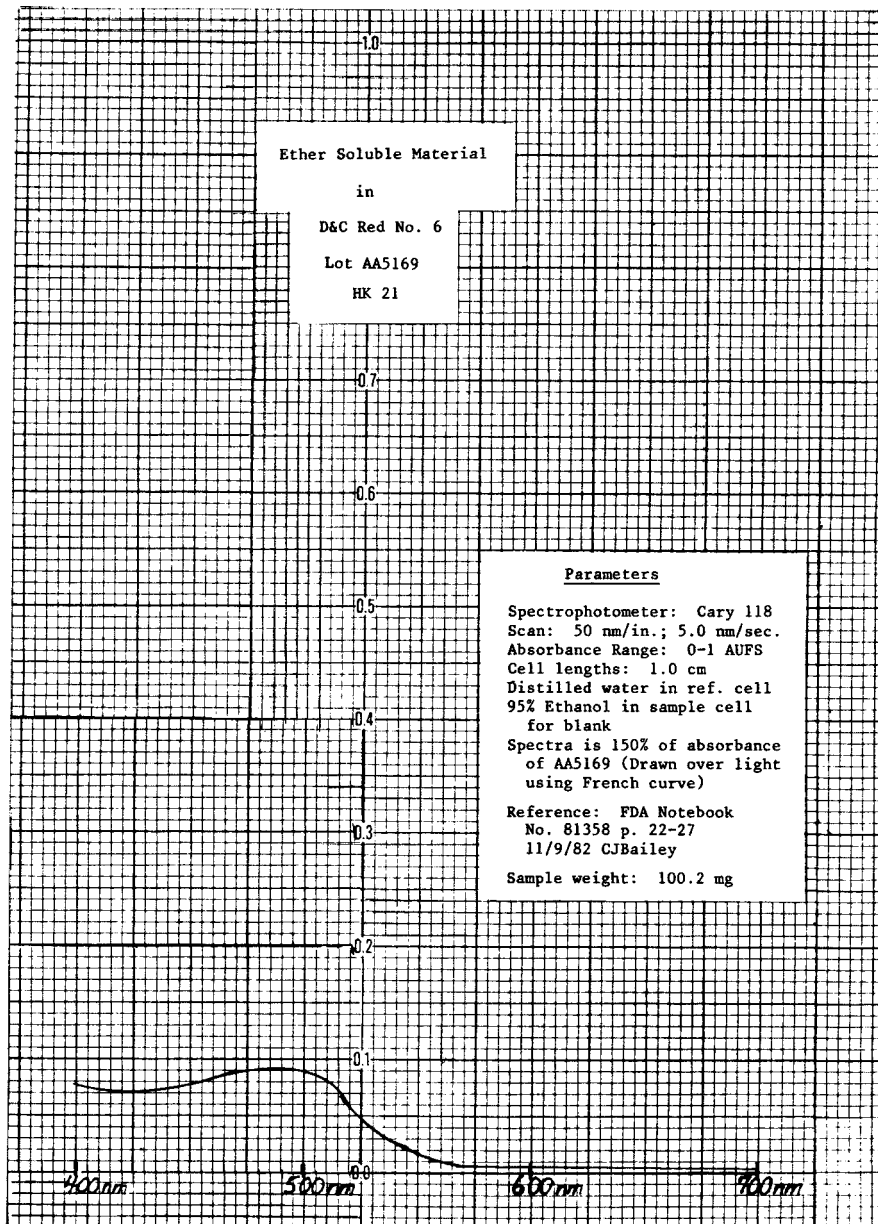 1.0
Ether Soluble Material
in
D&C Red No. 6
Lot AA5169
HK 21
0.7
0.6
Parameters
0.5
Spectrophotometer: Cary 118
Scan: 50 nm/in.; 5.0 nm/sec.
Absorbance Range: 0-1 AUFS
Cell lengths: 1.0 cm
Distilled water in ref. cell
0.4
95% Ethanol in sample cell
for blank
Spectra is 150% of absorbance
of AA5169 (Drawn over light
using French curve)
Reference: FDA Notebook
0.3
No. 81358 p. 22-27
11/9/82 CJBailey
Sample weight: 100.2 mg
0.2
0.1
0.0
400nm 500nm 600nm 700nm